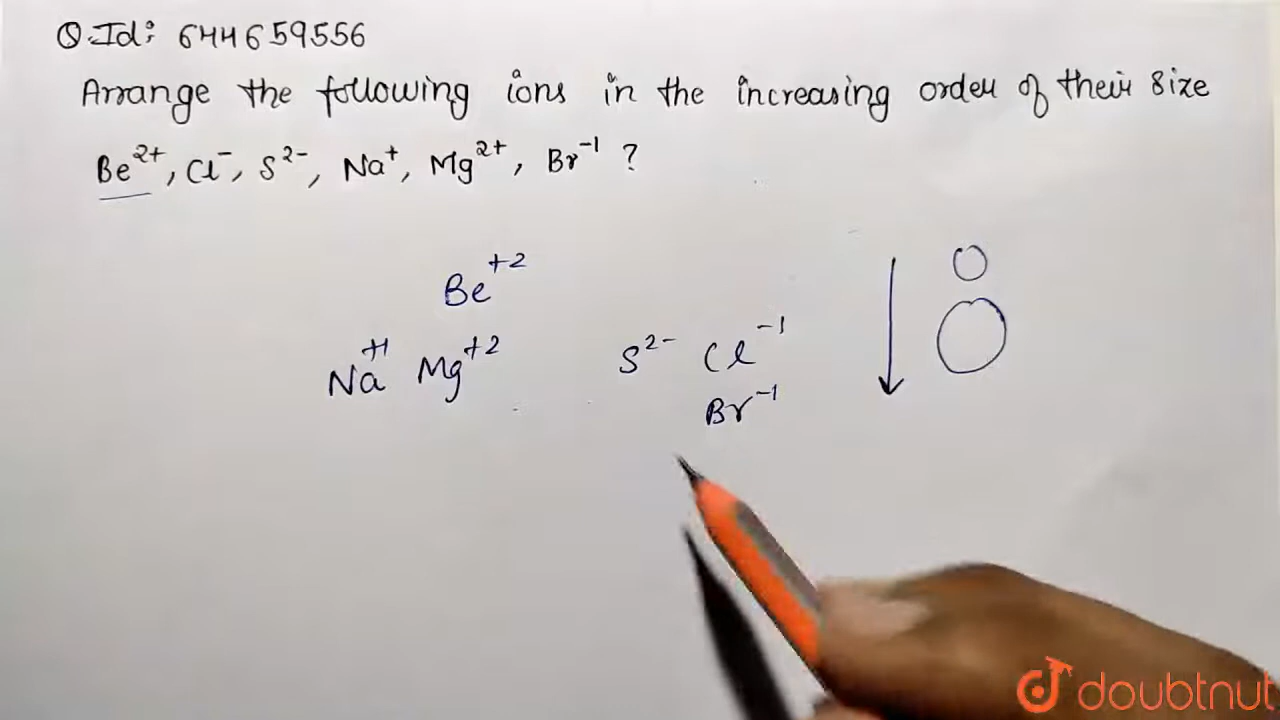 Q.Id: 644659556
Arrange the following ions in the increasing order of their size
Be²⁺, Cl⁻, S²⁻, Na⁺, Mg²⁺, Br⁻¹ ?
Be⁺²
Na⁺¹ Mg⁺² S²⁻ Cl⁻¹
Br⁻¹
doubtnut